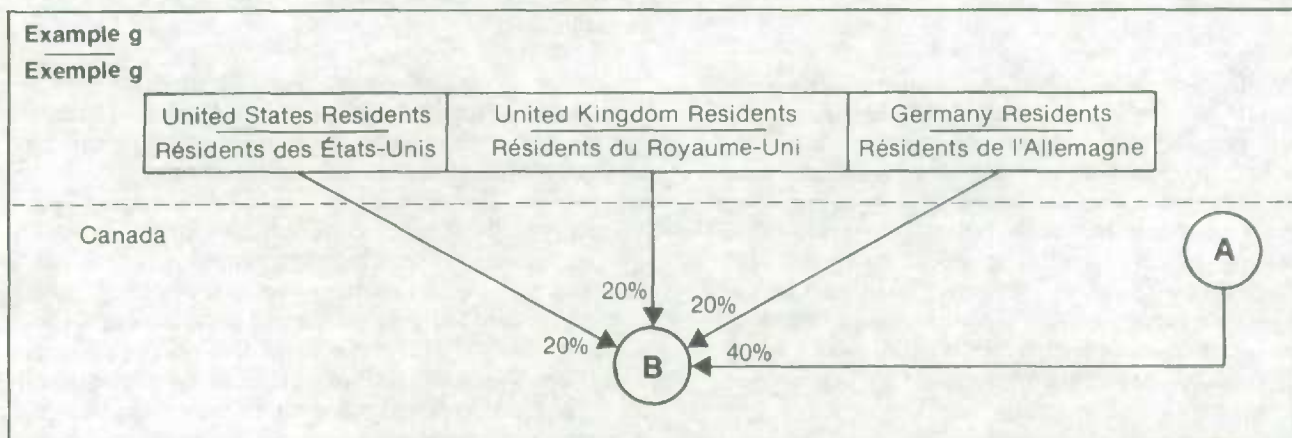 Example g
Exemple g
United States Residents
Résidents des États-Unis
United Kingdom Residents
Résidents du Royaume-Uni
Germany Residents
Résidents de l'Allemagne
Canada
A
20%
20%
20%
40%
B